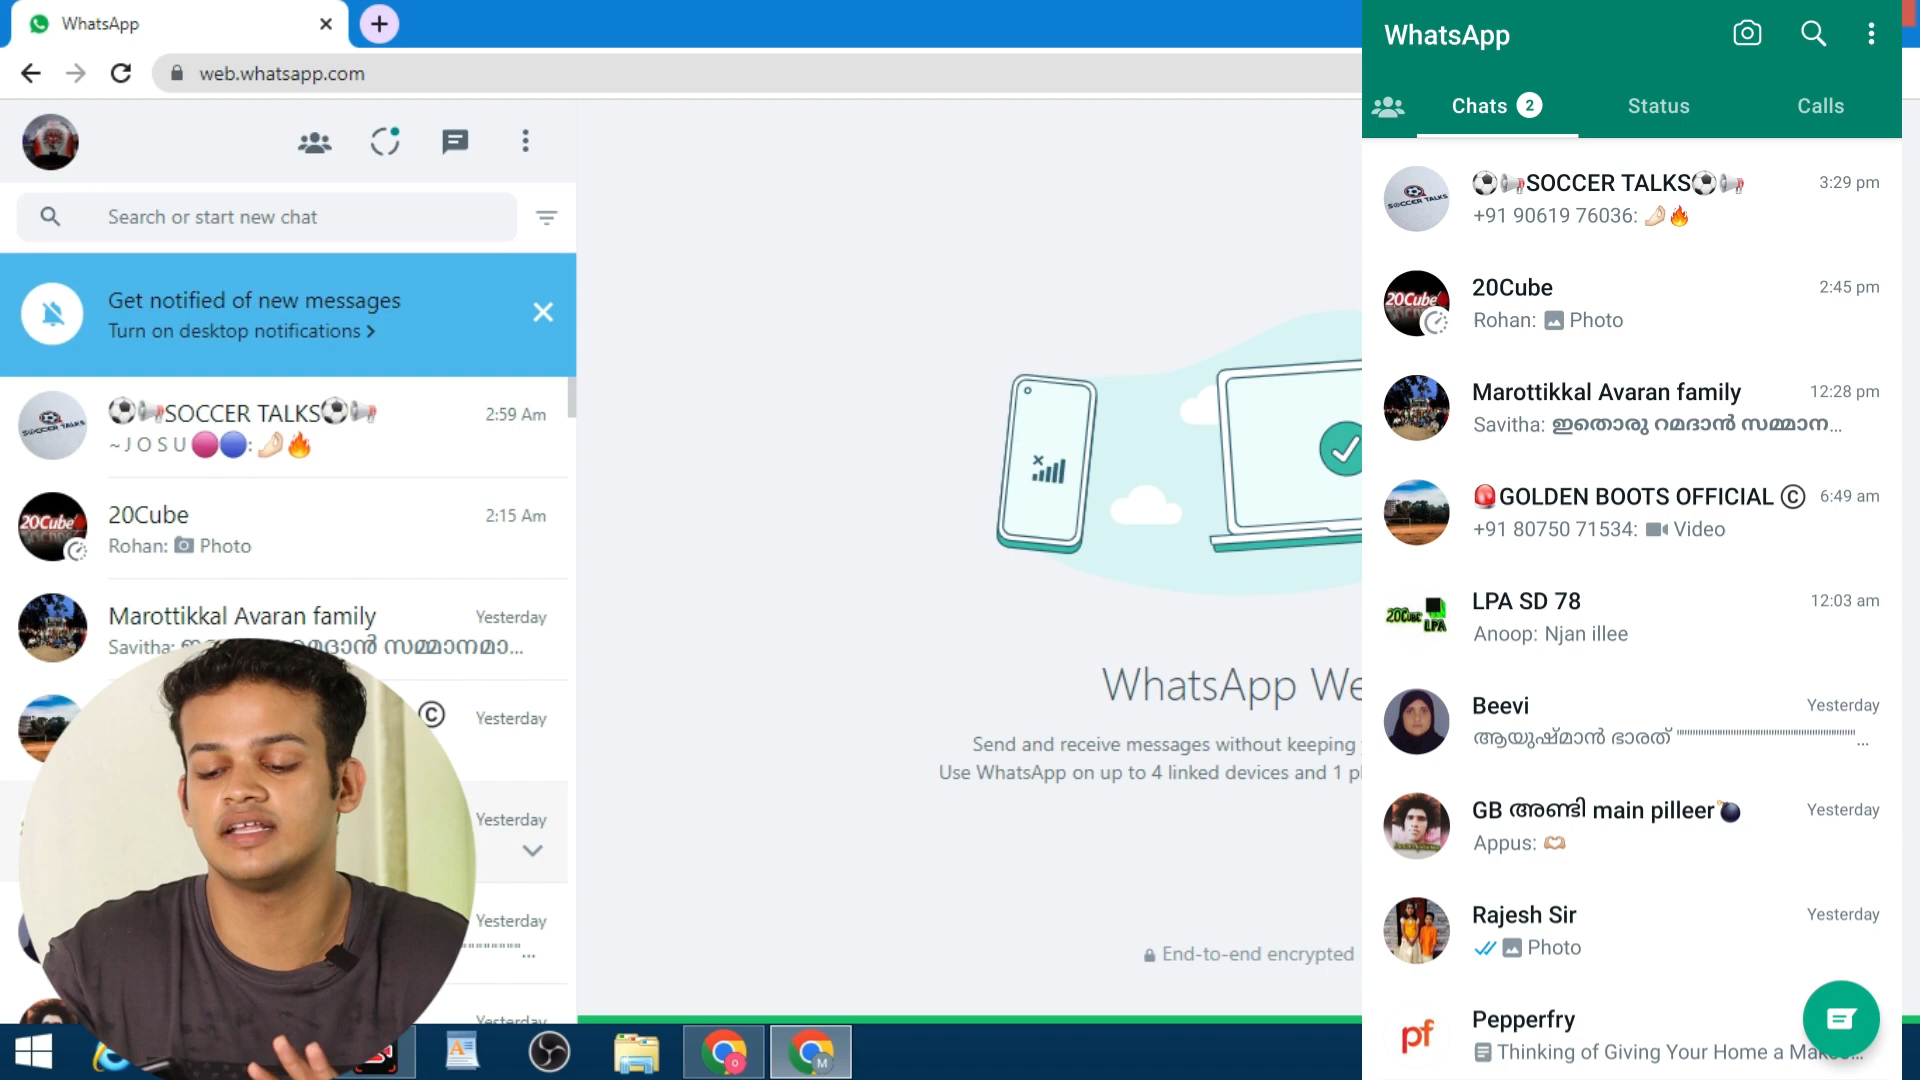 WhatsApp
web.whatsapp.com
Search or start new chat
Get notified of new messages
Turn on desktop notifications >
⚽📢SOCCER TALKS⚽📢
2:59 Am
~ J O S U🔴🔵: 🤌🏻🔥
20Cube
2:15 Am
Rohan: Photo
Marottikkal Avaran family
Yesterday
Savitha: റമദാൻ സമ്മാനമാ...
©
Yesterday
Yesterday
Yesterday
...
Yesterday
WhatsApp We
Send and receive messages without keeping
Use WhatsApp on up to 4 linked devices and 1
End-to-end encrypted
WhatsApp
Chats 2
Status
Calls
⚽📢SOCCER TALKS⚽📢
3:29 pm
+91 90619 76036: 🤌🏻🔥
20Cube
2:45 pm
Rohan: Photo
Marottikkal Avaran family
12:28 pm
Savitha: ഇതൊരു റമദാൻ സമ്മാന...
🚨GOLDEN BOOTS OFFICIAL ©
6:49 am
+91 80750 71534: Video
LPA SD 78
12:03 am
Anoop: Njan illee
Beevi
Yesterday
ആയുഷ്മാൻ ഭാരത് """"""""""...
GB അണ്ടി main pilleer💣
Yesterday
Appus: 🫶🏻
Rajesh Sir
Yesterday
Photo
Pepperfry
Thinking of Giving Your Home a